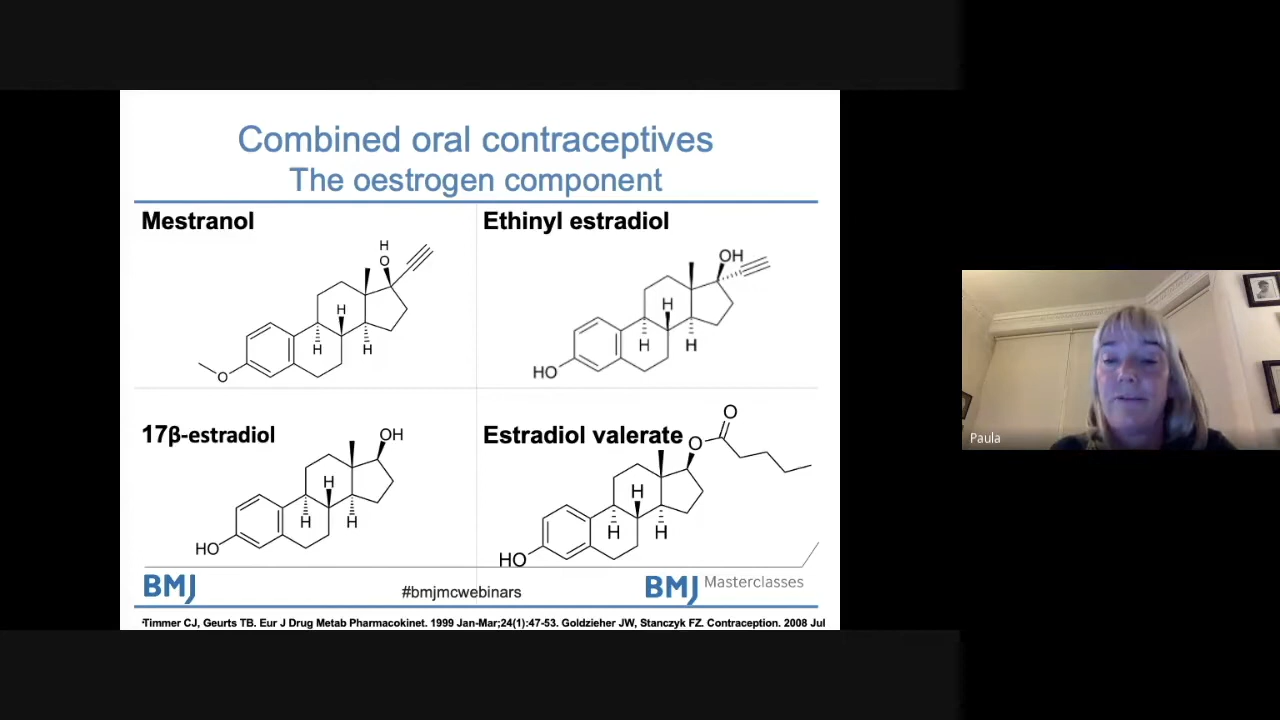 Combined oral contraceptives
The oestrogen component
Mestranol
H
O
H
H
H
O
Ethinyl estradiol
OH
H
H
H
HO
17β-estradiol
OH
H
H
H
HO
Estradiol valerate
O
O
H
H
H
HO
BMJ
#bmjmcwebinars
BMJ Masterclasses
Timmer CJ, Geurts TB. Eur J Drug Metab Pharmacokinet. 1999 Jan-Mar;24(1):47-53. Goldzieher JW, Stanczyk FZ. Contraception. 2008 Jul
Paula